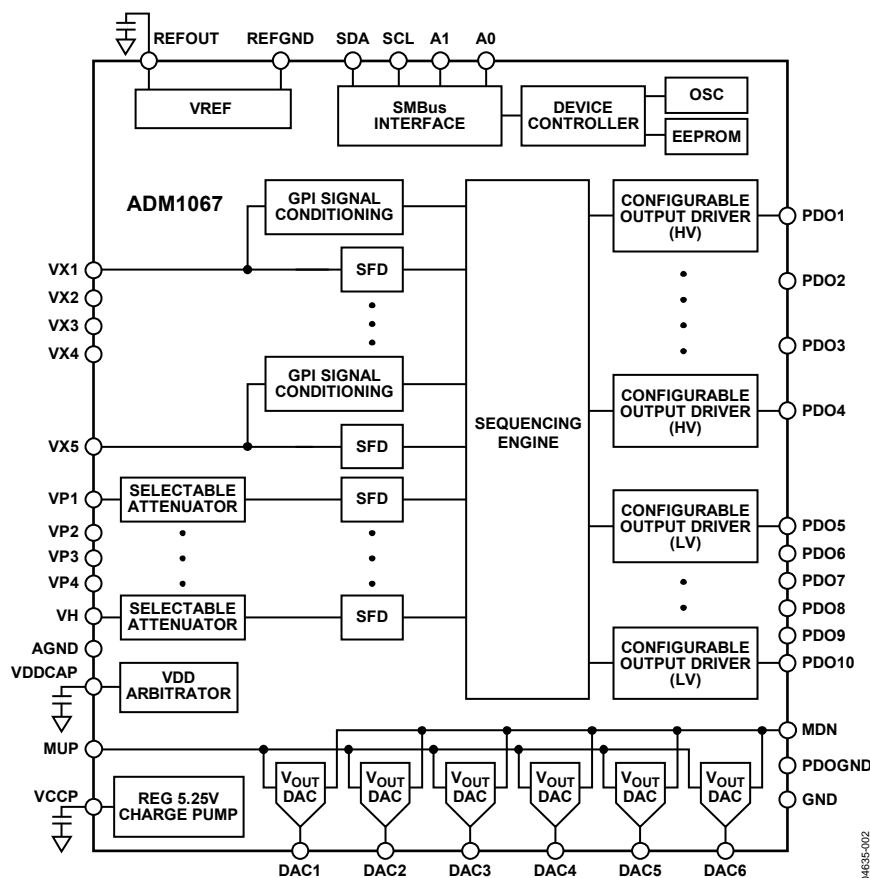 REFOUT REFGND SDA SCL A1 A0
VREF
SMBus
INTERFACE
DEVICE
CONTROLLER
OSC
EEPROM
ADM1067
GPI SIGNAL
CONDITIONING
SFD
GPI SIGNAL
CONDITIONING
SFD
SELECTABLE
ATTENUATOR
SFD
SELECTABLE
ATTENUATOR
SFD
SEQUENCING
ENGINE
CONFIGURABLE
OUTPUT DRIVER
(HV)
CONFIGURABLE
OUTPUT DRIVER
(HV)
CONFIGURABLE
OUTPUT DRIVER
(LV)
CONFIGURABLE
OUTPUT DRIVER
(LV)
VX1
VX2
VX3
VX4
VX5
VP1
VP2
VP3
VP4
VH
AGND
VDDCAP
VDD
ARBITRATOR
MUP
VCCP
REG 5.25V
CHARGE PUMP
PDO1
PDO2
PDO3
PDO4
PDO5
PDO6
PDO7
PDO8
PDO9
PDO10
MDN
PDOGND
GND
VOUT
DAC
VOUT
DAC
VOUT
DAC
VOUT
DAC
VOUT
DAC
VOUT
DAC
DAC1 DAC2 DAC3 DAC4 DAC5 DAC6
04635-002